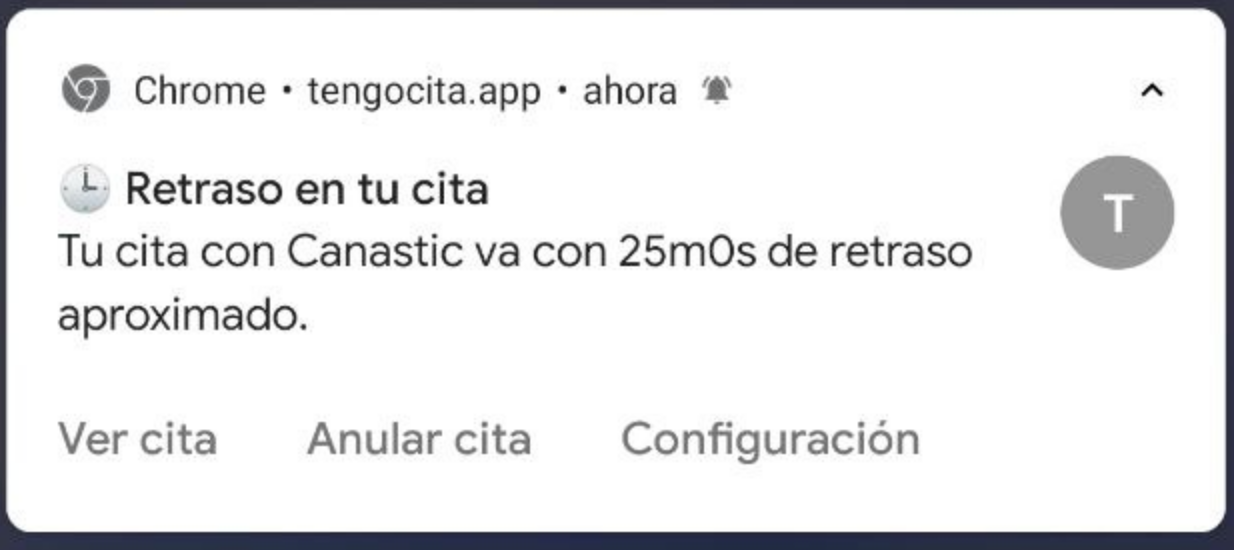 Chrome • tengocita.app • ahora
🕒 Retraso en tu cita
T
Tu cita con Canastic va con 25m0s de retraso
aproximado.
Ver cita Anular cita Configuración